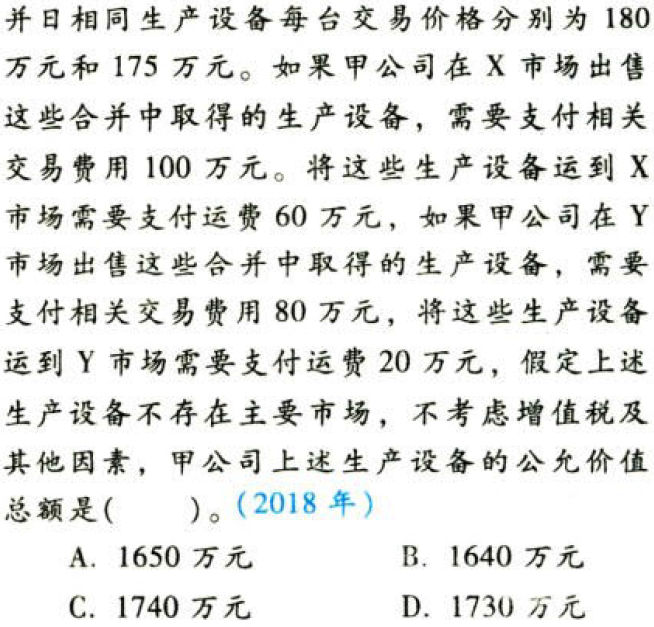 并日相同生产设备每台交易价格分别为 180
万元和 175 万元。如果甲公司在 X 市场出售
这些合并中取得的生产设备，需要支付相关
交易费用 100 万元。将这些生产设备运到 X
市场需要支付运费 60 万元，如果甲公司在 Y
市场出售这些合并中取得的生产设备，需要
支付相关交易费用 80 万元，将这些生产设备
运到 Y 市场需要支付运费 20 万元，假定上述
生产设备不存在主要市场，不考虑增值税及
其他因素，甲公司上述生产设备的公允价值
总额是(　　)。(2018 年)
A. 1650 万元　　B. 1640 万元
C. 1740 万元　　D. 1730 万元